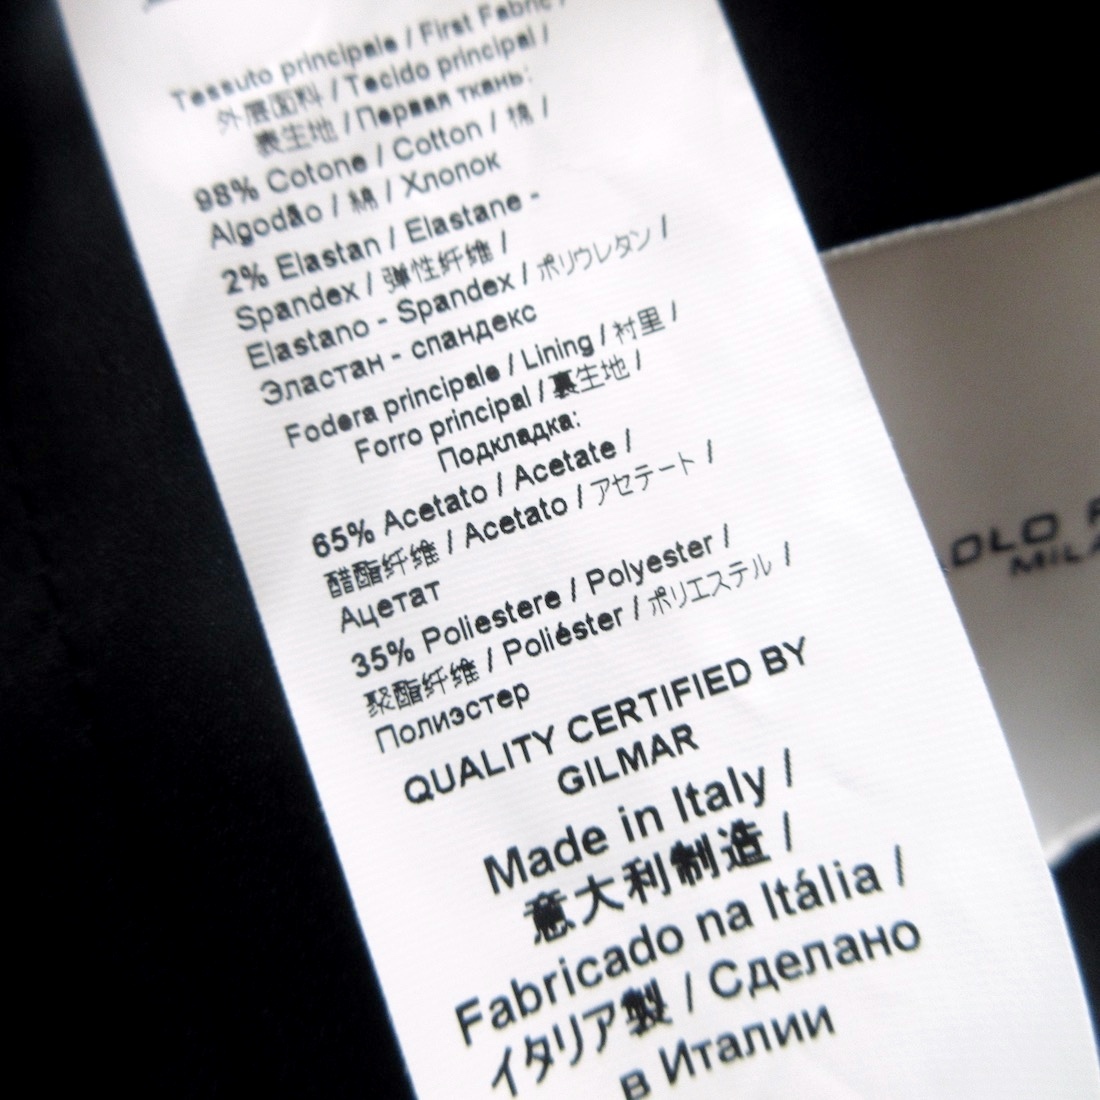 Tessuto principale / First Fabric /
外层面料 / Tecido principal /
表生地 / Первая ткань:
98% Cotone / Cotton / 棉 /
Algodão / 綿 / Хлопок
2% Elastan / Elastane -
Spandex / 弹性纤维 /
Elastano - Spandex / ポリウレタン /
Эластан - спандекс
Fodera principale / Lining / 衬里 /
Forro principal / 裏生地 /
Подкладка:
65% Acetato / Acetate /
醋酯纤维 / Acetato / アセテート /
Ацетат
35% Poliestere / Polyester /
聚酯纤维 / Poliéster / ポリエステル /
Полиэстер
QUALITY CERTIFIED BY
GILMAR
Made in Italy /
意大利制造 /
Fabricado na Itália /
イタリア製 / Сделано
в Италии
OLO
MILA